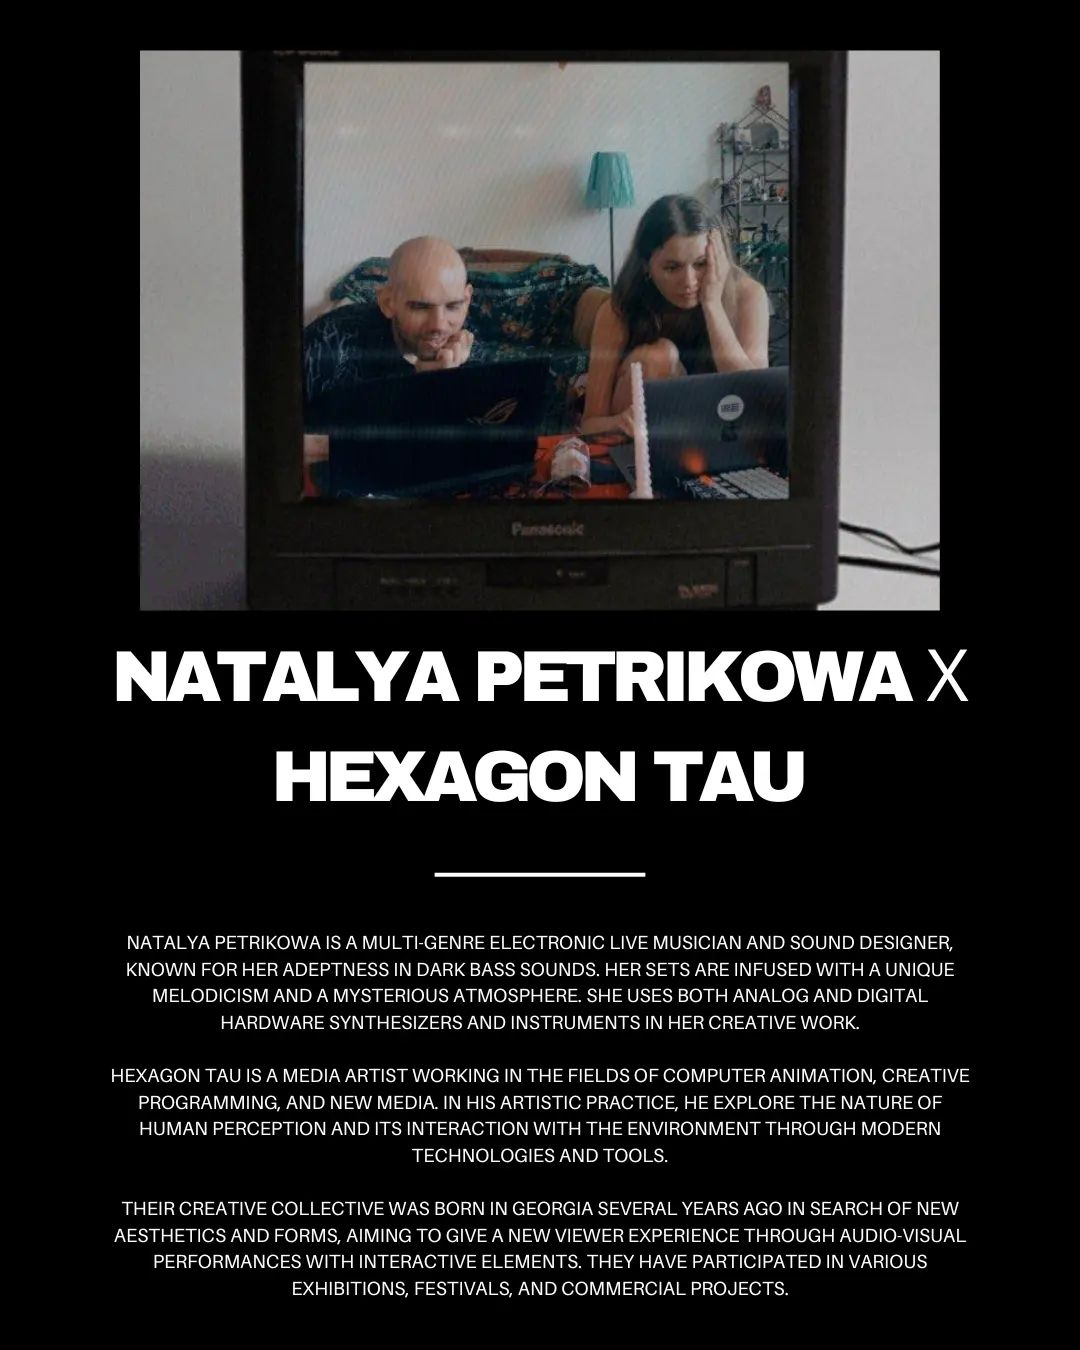 Panasonic
NATALYA PETRIKOWA X
HEXAGON TAU
NATALYA PETRIKOWA IS A MULTI-GENRE ELECTRONIC LIVE MUSICIAN AND SOUND DESIGNER,
KNOWN FOR HER ADEPTNESS IN DARK BASS SOUNDS. HER SETS ARE INFUSED WITH A UNIQUE
MELODICISM AND A MYSTERIOUS ATMOSPHERE. SHE USES BOTH ANALOG AND DIGITAL
HARDWARE SYNTHESIZERS AND INSTRUMENTS IN HER CREATIVE WORK.
HEXAGON TAU IS A MEDIA ARTIST WORKING IN THE FIELDS OF COMPUTER ANIMATION, CREATIVE
PROGRAMMING, AND NEW MEDIA. IN HIS ARTISTIC PRACTICE, HE EXPLORE THE NATURE OF
HUMAN PERCEPTION AND ITS INTERACTION WITH THE ENVIRONMENT THROUGH MODERN
TECHNOLOGIES AND TOOLS.
THEIR CREATIVE COLLECTIVE WAS BORN IN GEORGIA SEVERAL YEARS AGO IN SEARCH OF NEW
AESTHETICS AND FORMS, AIMING TO GIVE A NEW VIEWER EXPERIENCE THROUGH AUDIO-VISUAL
PERFORMANCES WITH INTERACTIVE ELEMENTS. THEY HAVE PARTICIPATED IN VARIOUS
EXHIBITIONS, FESTIVALS, AND COMMERCIAL PROJECTS.